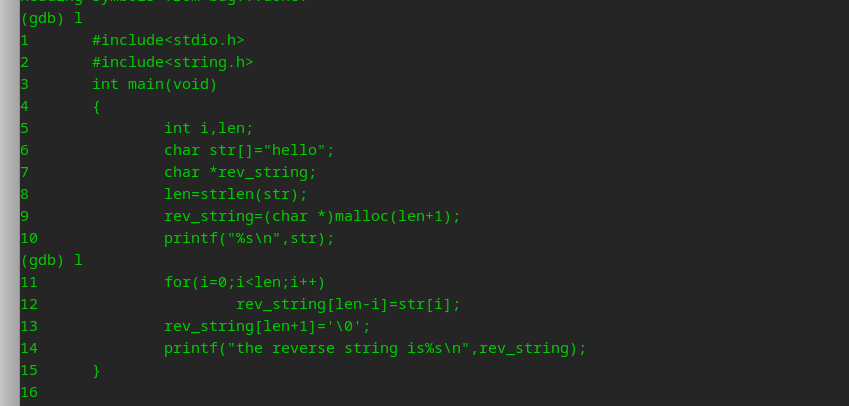 (gdb) l
1 #include<stdio.h>
2 #include<string.h>
3 int main(void)
4 {
5 int i,len;
6 char str[]="hello";
7 char *rev_string;
8 len=strlen(str);
9 rev_string=(char *)malloc(len+1);
10 printf("%s\n",str);
(gdb) l
11 for(i=0;i<len;i++)
12 rev_string[len-i]=str[i];
13 rev_string[len+1]='\0';
14 printf("the reverse string is%s\n",rev_string);
15 }
16